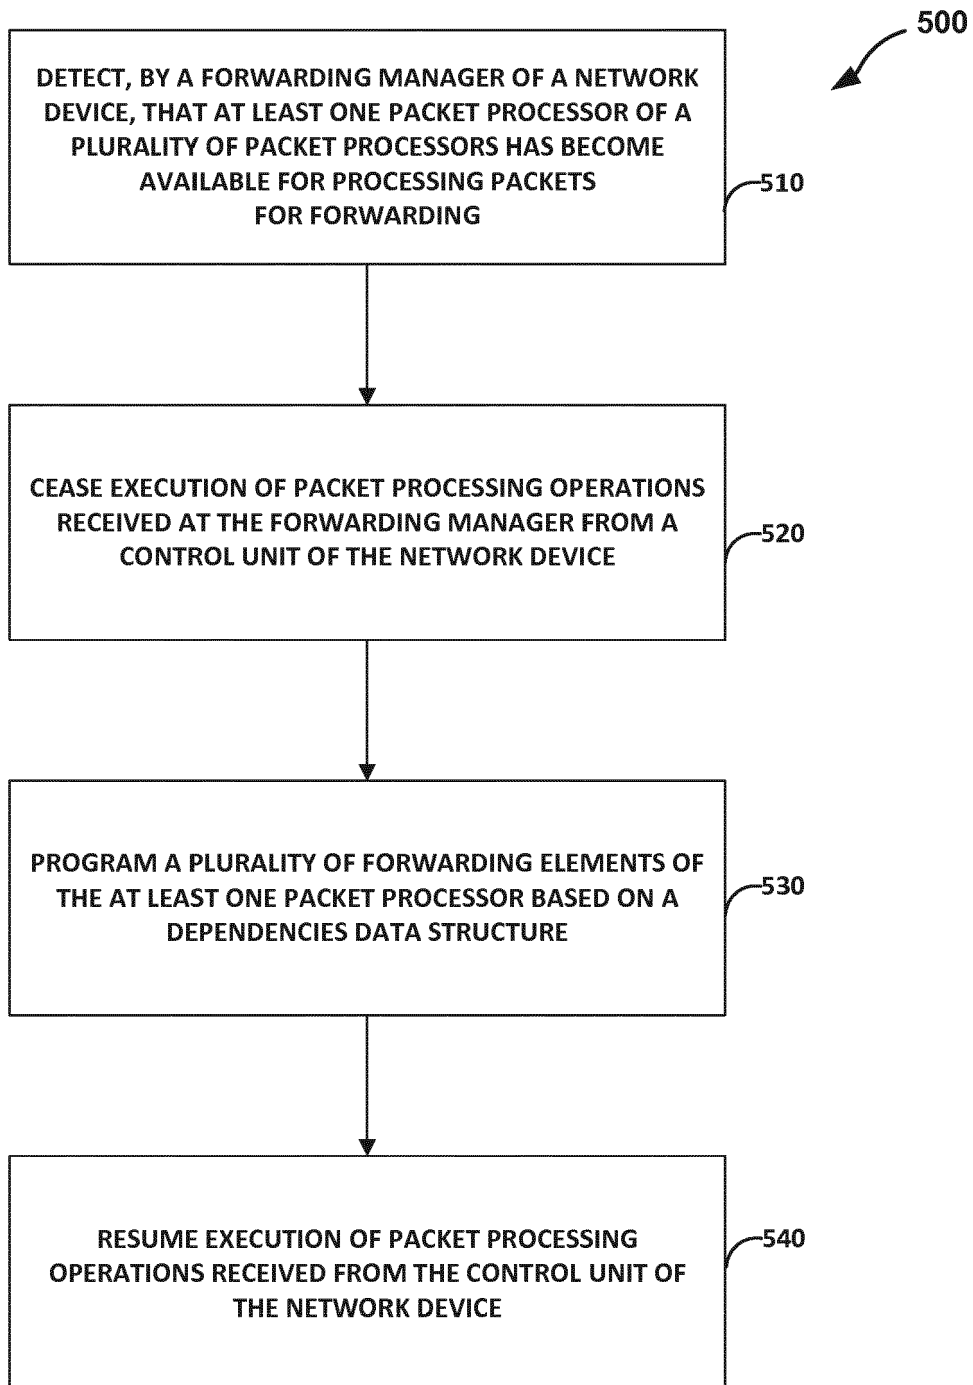 500
DETECT, BY A FORWARDING MANAGER OF A NETWORK
DEVICE, THAT AT LEAST ONE PACKET PROCESSOR OF A
PLURALITY OF PACKET PROCESSORS HAS BECOME
AVAILABLE FOR PROCESSING PACKETS
FOR FORWARDING
510
CEASE EXECUTION OF PACKET PROCESSING OPERATIONS
RECEIVED AT THE FORWARDING MANAGER FROM A
CONTROL UNIT OF THE NETWORK DEVICE
520
PROGRAM A PLURALITY OF FORWARDING ELEMENTS OF
THE AT LEAST ONE PACKET PROCESSOR BASED ON A
DEPENDENCIES DATA STRUCTURE
530
RESUME EXECUTION OF PACKET PROCESSING
OPERATIONS RECEIVED FROM THE CONTROL UNIT OF
THE NETWORK DEVICE
540